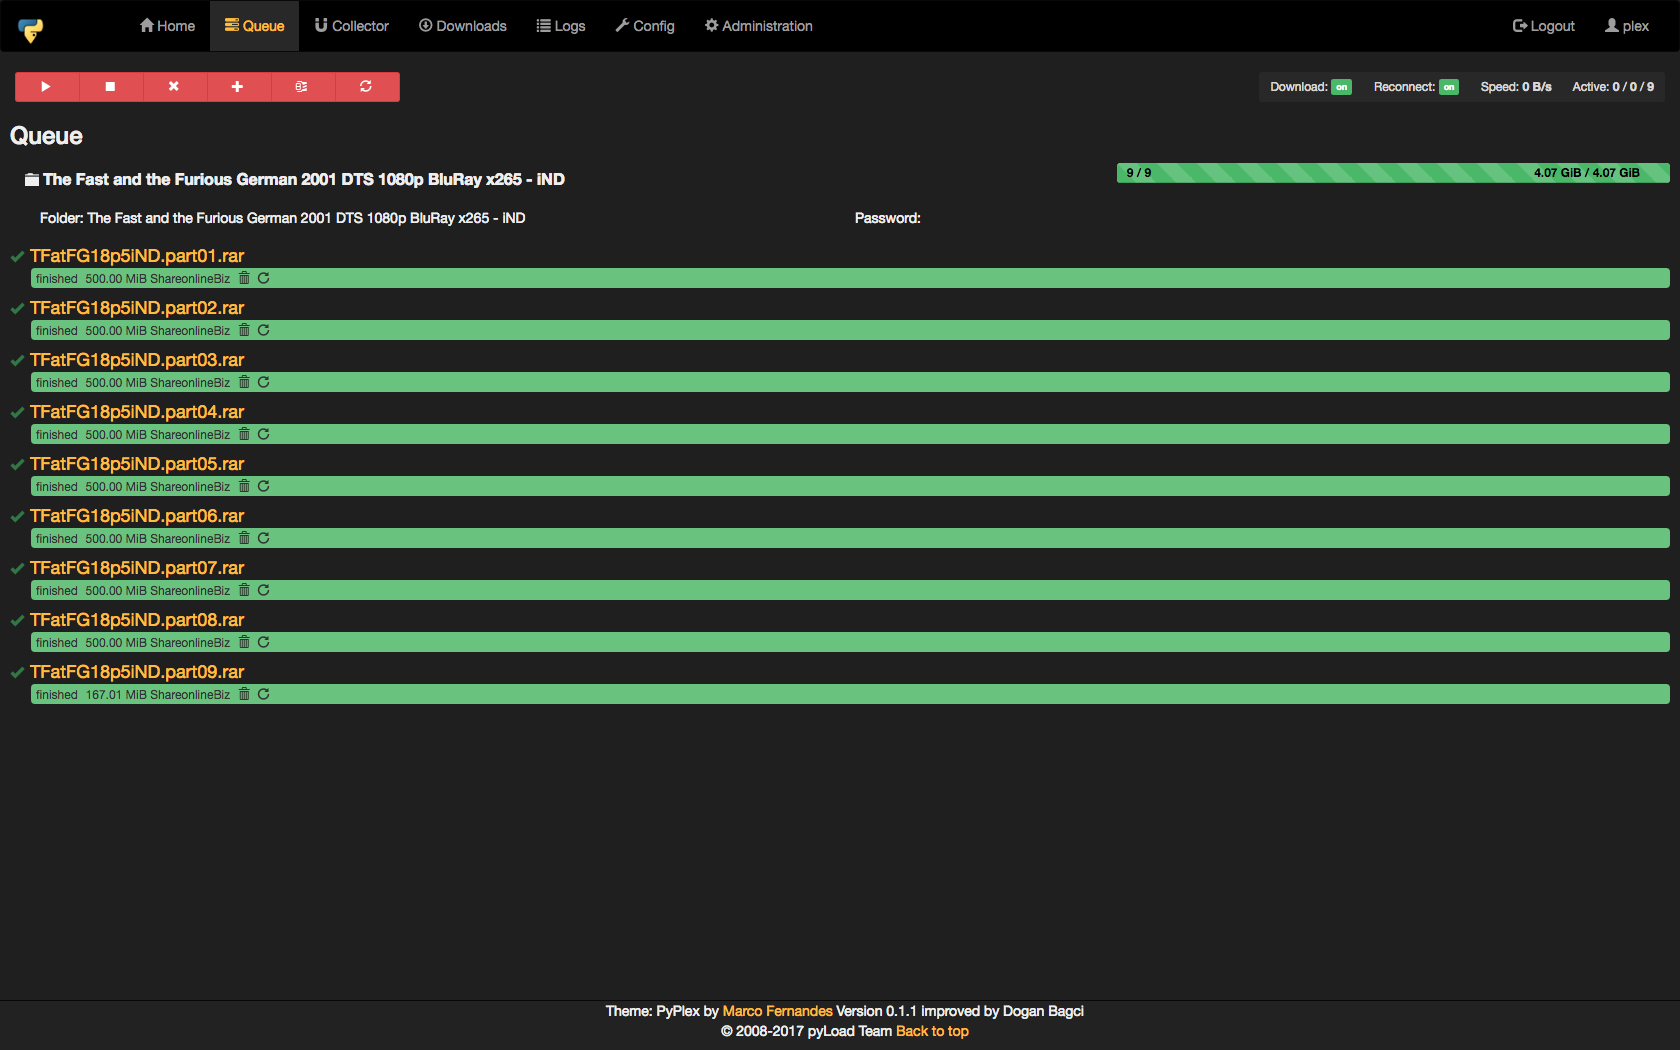 Home Queue Collector Downloads Logs Config Administration Logout plex
Download: on Reconnect: on Speed: 0 B/s Active: 0 / 0 / 9
Queue
The Fast and the Furious German 2001 DTS 1080p BluRay x265 - iND 9 / 9 4.07 GiB / 4.07 GiB
Folder: The Fast and the Furious German 2001 DTS 1080p BluRay x265 - iND Password:
TFatFG18p5iND.part01.rar
finished 500.00 MiB ShareonlineBiz
TFatFG18p5iND.part02.rar
finished 500.00 MiB ShareonlineBiz
TFatFG18p5iND.part03.rar
finished 500.00 MiB ShareonlineBiz
TFatFG18p5iND.part04.rar
finished 500.00 MiB ShareonlineBiz
TFatFG18p5iND.part05.rar
finished 500.00 MiB ShareonlineBiz
TFatFG18p5iND.part06.rar
finished 500.00 MiB ShareonlineBiz
TFatFG18p5iND.part07.rar
finished 500.00 MiB ShareonlineBiz
TFatFG18p5iND.part08.rar
finished 500.00 MiB ShareonlineBiz
TFatFG18p5iND.part09.rar
finished 167.01 MiB ShareonlineBiz
Theme: PyPlex by Marco Fernandes Version 0.1.1 improved by Dogan Bagci
© 2008-2017 pyLoad Team Back to top